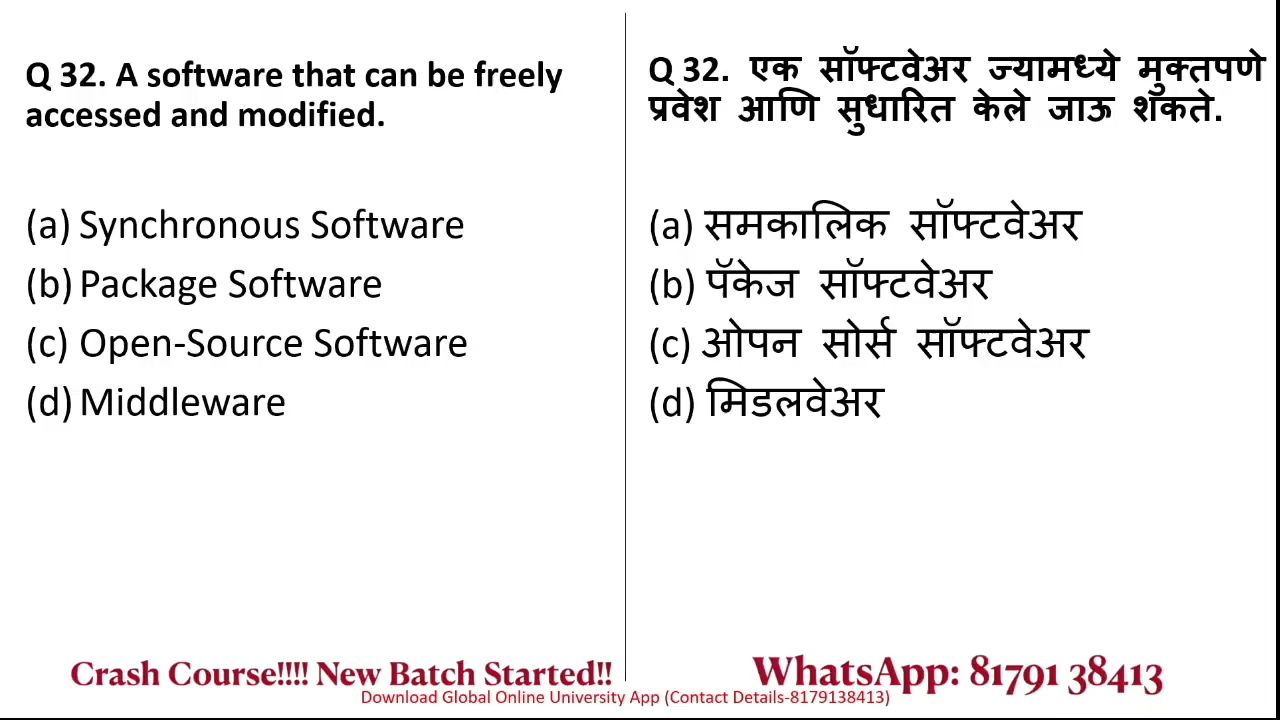 Q 32. A software that can be freely
accessed and modified.
(a) Synchronous Software
(b) Package Software
(c) Open-Source Software
(d) Middleware
Q 32. एक सॉफ्टवेअर ज्यामध्ये मुक्तपणे
प्रवेश आणि सुधारित केले जाऊ शकते.
(a) समकालिक सॉफ्टवेअर
(b) पॅकेज सॉफ्टवेअर
(c) ओपन सोर्स सॉफ्टवेअर
(d) मिडलवेअर
Crash Course!!!! New Batch Started!!
WhatsApp: 81791 38413
Download Global Online University App (Contact Details-8179138413)